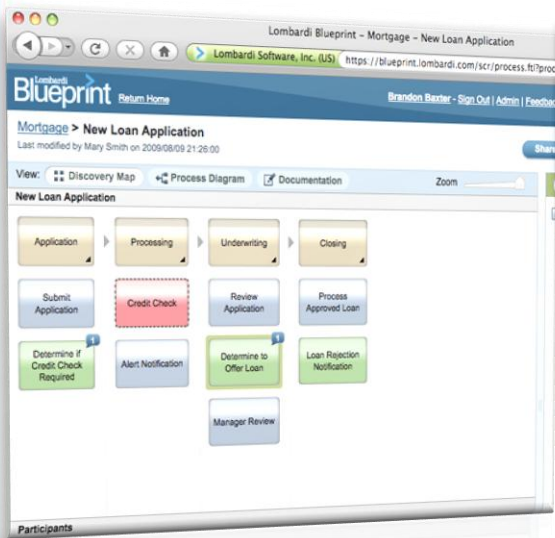 Lombardi Blueprint – Mortgage – New Loan Application
Lombardi Software, Inc. (US) https://blueprint.lombardi.com/scr/process.ftl?proc
Lombardi
Blueprint Return Home Brandon Baxter - Sign Out | Admin | Feedbac
Mortgage > New Loan Application
Last modified by Mary Smith on 2009/08/09 21:26:00
Share
View: Discovery Map Process Diagram Documentation Zoom
New Loan Application
Application Processing Underwriting Closing
Submit
Application
Credit Check
Review
Application
Process
Approved Loan
Determine if
Credit Check
Required
1
Alert Notification
Determine to
Offer Loan
1
Loan Rejection
Notification
Manager Review
Participants